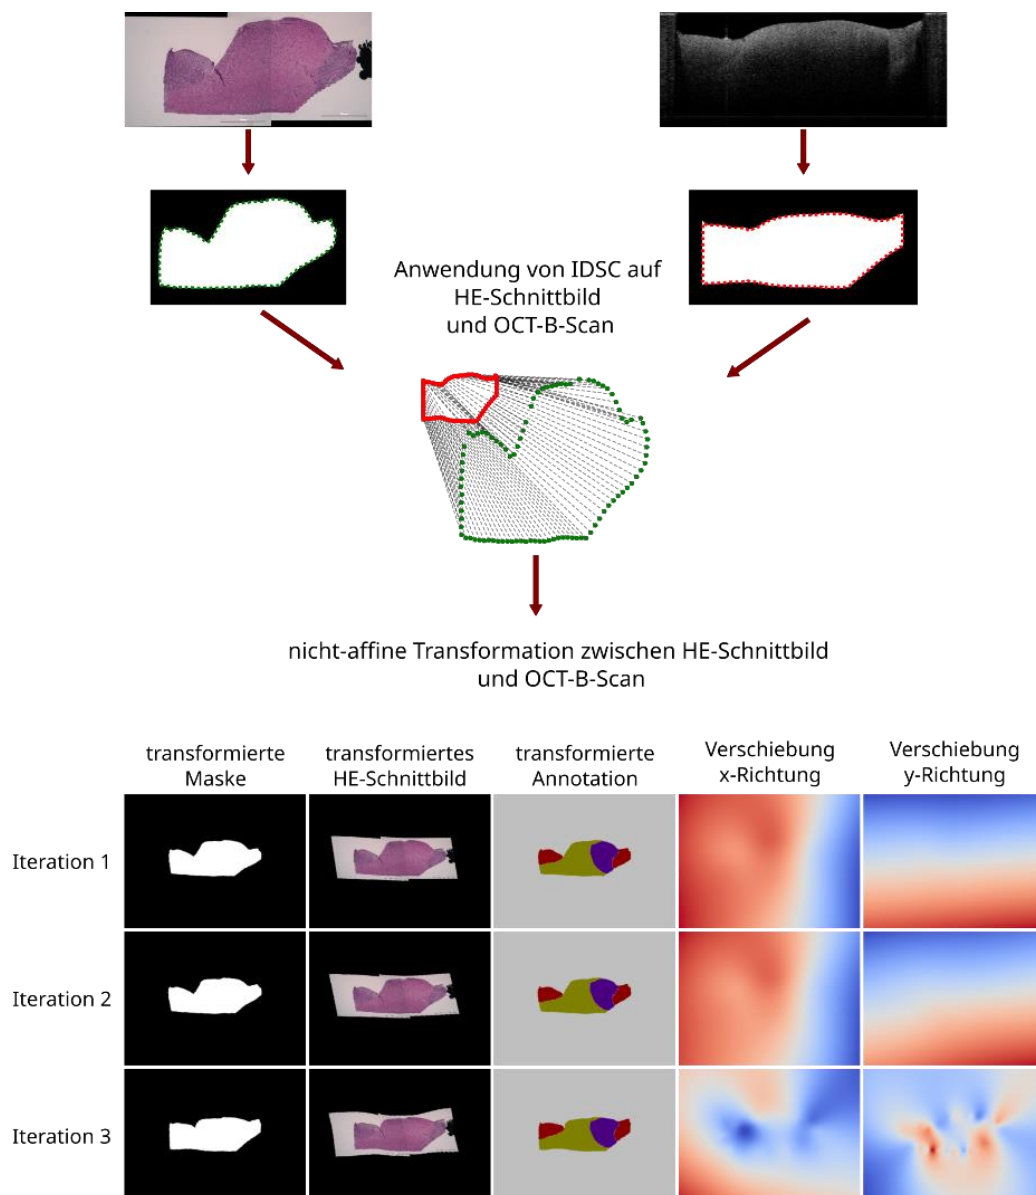 Anwendung von IDSC auf
HE-Schnittbild
und OCT-B-Scan
nicht-affine Transformation zwischen HE-Schnittbild
und OCT-B-Scan
transformierte
Maske
transformiertes
HE-Schnittbild
transformierte
Annotation
Verschiebung
x-Richtung
Verschiebung
y-Richtung
Iteration 1
Iteration 2
Iteration 3